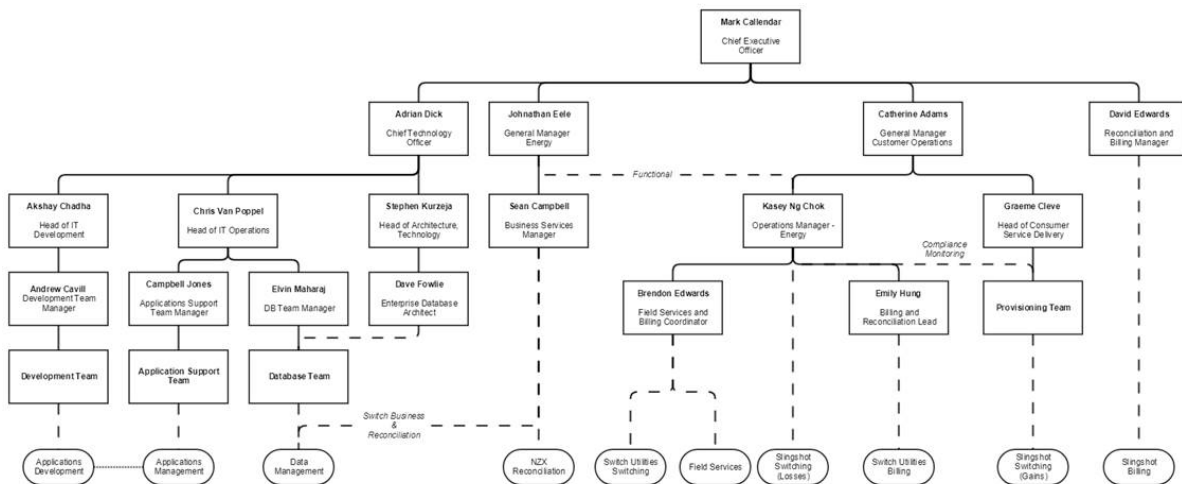 Mark Callendar
Chief Executive
Officer
Adrian Dick
Chief Technology
Officer
Johnathan Eele
General Manager
Energy
Catherine Adams
General Manager
Customer Operations
David Edwards
Reconciliation and
Billing Manager
Functional
Akshay Chadha
Head of IT
Development
Chris Van Poppel
Head of IT Operations
Stephen Kurzeja
Head of Architecture,
Technology
Sean Campbell
Business Services
Manager
Kasey Ng Chok
Operations Manager -
Energy
Graeme Cleve
Head of Consumer
Service Delivery
Compliance
Monitoring
Andrew Cavill
Development Team
Manager
Campbell Jones
Applications Support
Team Manager
Elvin Maharaj
DB Team Manager
Dave Fowlie
Enterprise Database
Architect
Brendon Edwards
Field Services and
Billing Coordinator
Emily Hung
Billing and
Reconciliation Lead
Provisioning Team
Development Team
Application Support
Team
Database Team
Switch Business
&
Reconciliation
Applications
Development
Applications
Management
Data
Management
NZX
Reconciliation
Switch Utilities
Switching
Field Services
Slingshot
Switching
(Losses)
Switch Utilities
Billing
Slingshot
Switching
(Gains)
Slingshot
Billing